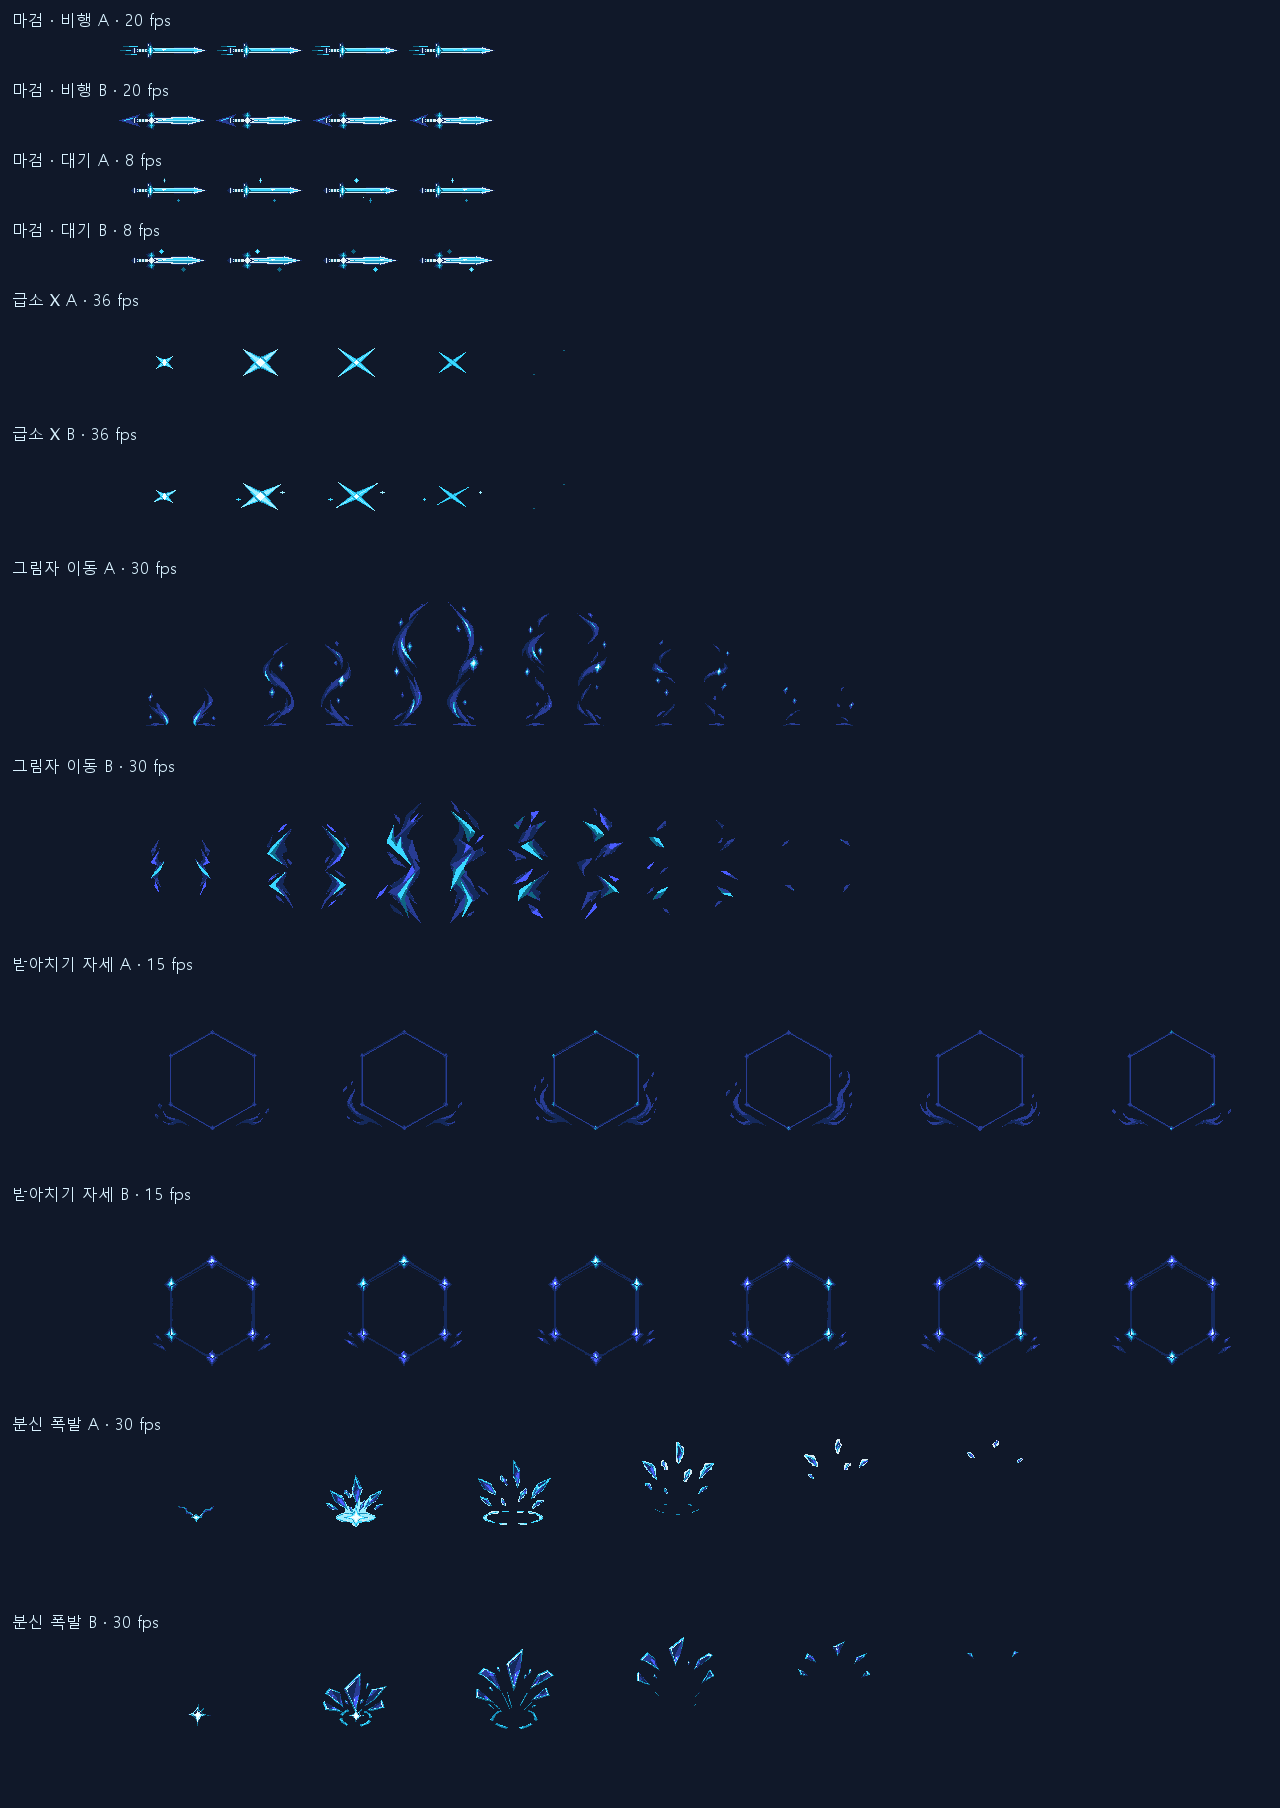 마검 · 비행 A · 20 fps
마검 · 비행 B · 20 fps
마검 · 대기 A · 8 fps
마검 · 대기 B · 8 fps
급소 X A · 36 fps
급소 X B · 36 fps
그림자 이동 A · 30 fps
그림자 이동 B · 30 fps
받아치기 자세 A · 15 fps
받아치기 자세 B · 15 fps
분신 폭발 A · 30 fps
분신 폭발 B · 30 fps